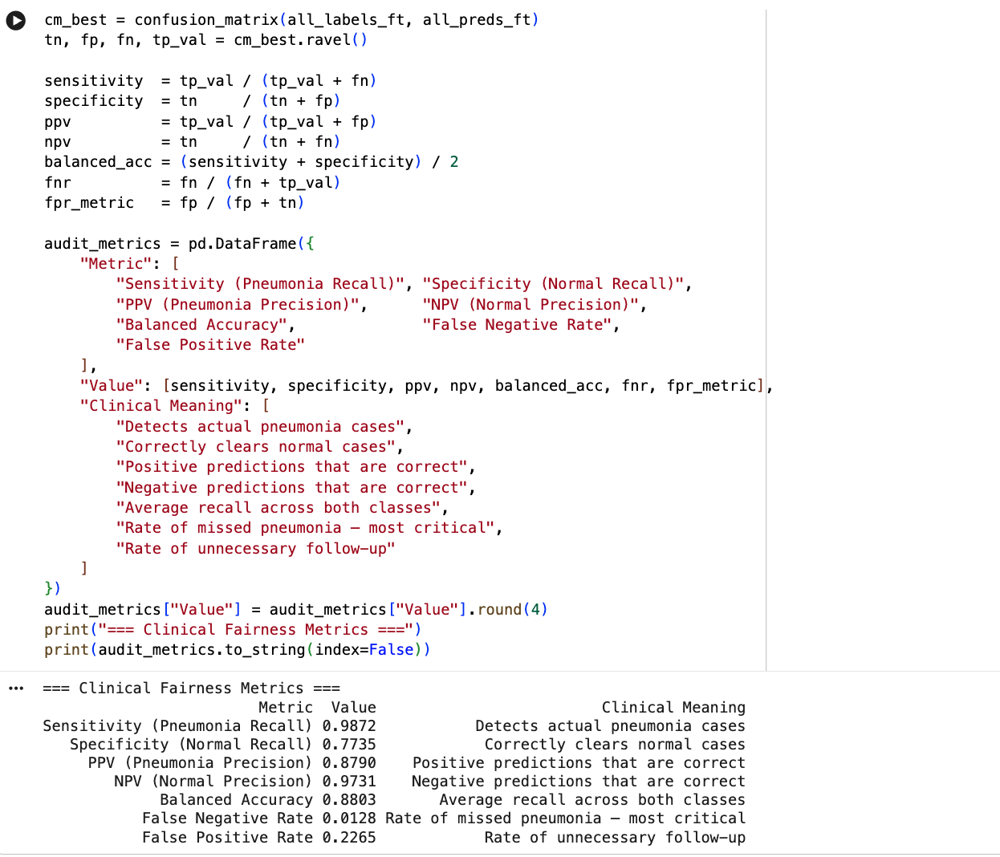 cm_best = confusion_matrix(all_labels_ft, all_preds_ft)
tn, fp, fn, tp_val = cm_best.ravel()

sensitivity  = tp_val / (tp_val + fn)
specificity  = tn     / (tn + fp)
ppv          = tp_val / (tp_val + fp)
npv          = tn     / (tn + fn)
balanced_acc = (sensitivity + specificity) / 2
fnr          = fn / (fn + tp_val)
fpr_metric   = fp / (fp + tn)

audit_metrics = pd.DataFrame({
    "Metric": [
        "Sensitivity (Pneumonia Recall)", "Specificity (Normal Recall)",
        "PPV (Pneumonia Precision)",      "NPV (Normal Precision)",
        "Balanced Accuracy",              "False Negative Rate",
        "False Positive Rate"
    ],
    "Value": [sensitivity, specificity, ppv, npv, balanced_acc, fnr, fpr_metric],
    "Clinical Meaning": [
        "Detects actual pneumonia cases",
        "Correctly clears normal cases",
        "Positive predictions that are correct",
        "Negative predictions that are correct",
        "Average recall across both classes",
        "Rate of missed pneumonia — most critical",
        "Rate of unnecessary follow-up"
    ]
})
audit_metrics["Value"] = audit_metrics["Value"].round(4)
print("=== Clinical Fairness Metrics ===")
print(audit_metrics.to_string(index=False))

=== Clinical Fairness Metrics ===
                        Metric  Value                         Clinical Meaning
Sensitivity (Pneumonia Recall) 0.9872           Detects actual pneumonia cases
   Specificity (Normal Recall) 0.7735            Correctly clears normal cases
     PPV (Pneumonia Precision) 0.8790    Positive predictions that are correct
        NPV (Normal Precision) 0.9731    Negative predictions that are correct
             Balanced Accuracy 0.8803       Average recall across both classes
           False Negative Rate 0.0128 Rate of missed pneumonia — most critical
           False Positive Rate 0.2265            Rate of unnecessary follow-up